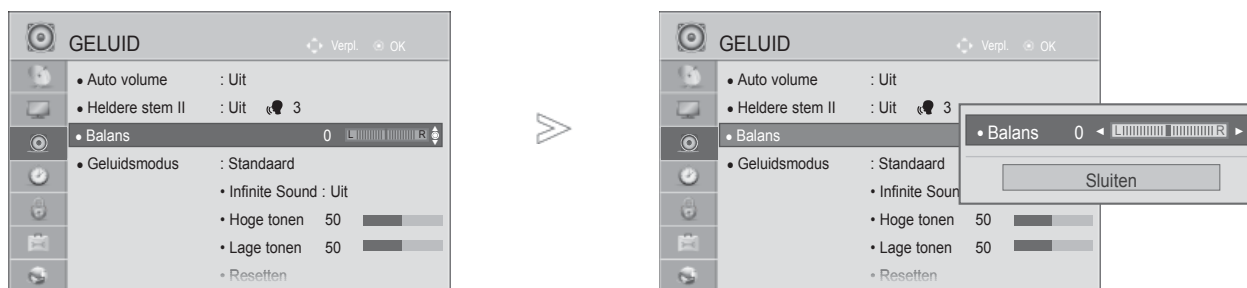 GELUID Verpl. OK
• Auto volume : Uit
• Heldere stem II : Uit 3
• Balans 0 L R
• Geluidsmodus : Standaard
• Infinite Sound : Uit
• Hoge tonen 50
• Lage tonen 50
• Resetten
>
GELUID Verpl. OK
• Auto volume : Uit
• Heldere stem II : Uit 3
• Balans
• Geluidsmodus : Standaard
• Infinite Soun
• Hoge tonen 50
• Lage tonen 50
• Resetten
• Balans 0 ◄ L R ►
Sluiten